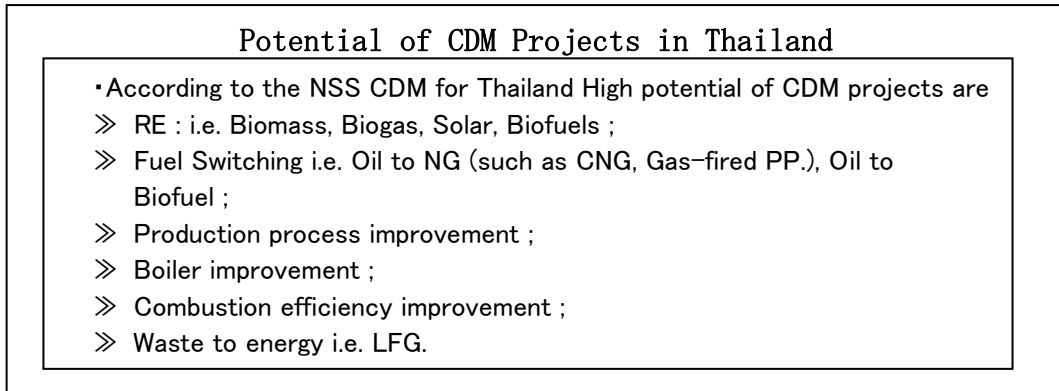 Potential of CDM Projects in Thailand
・According to the NSS CDM for Thailand High potential of CDM projects are
≫ RE : i.e. Biomass, Biogas, Solar, Biofuels ;
≫ Fuel Switching i.e. Oil to NG (such as CNG, Gas-fired PP.), Oil to
Biofuel ;
≫ Production process improvement ;
≫ Boiler improvement ;
≫ Combustion efficiency improvement ;
≫ Waste to energy i.e. LFG.